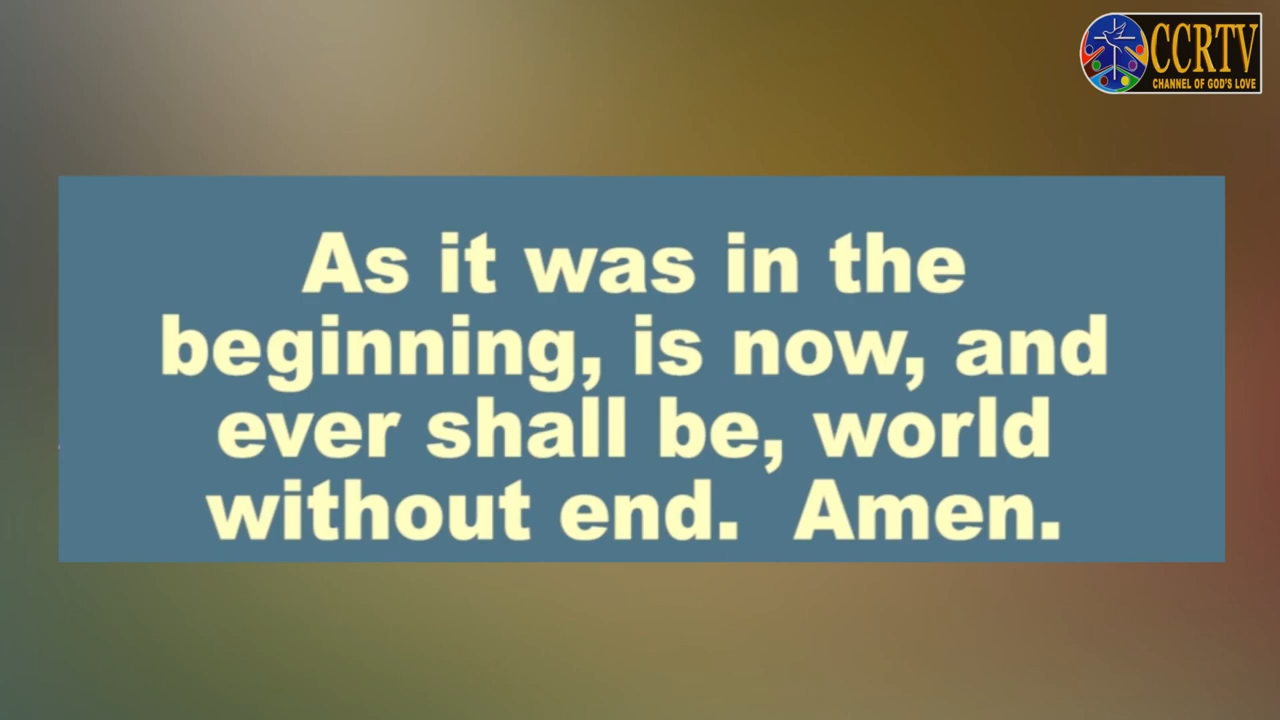 CCRTV
CHANNEL OF GOD'S LOVE
As it was in the
beginning, is now, and
ever shall be, world
without end.  Amen.